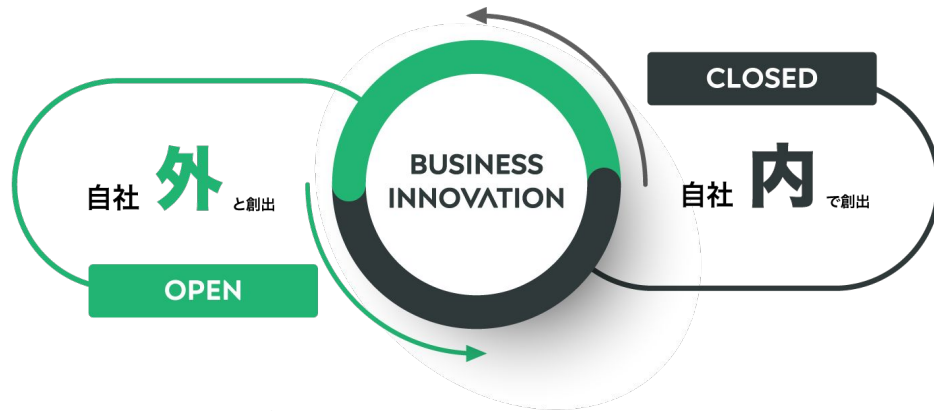 自社 外 と創出
OPEN
BUSINESS
INNOVATION
CLOSED
自社 内 で創出